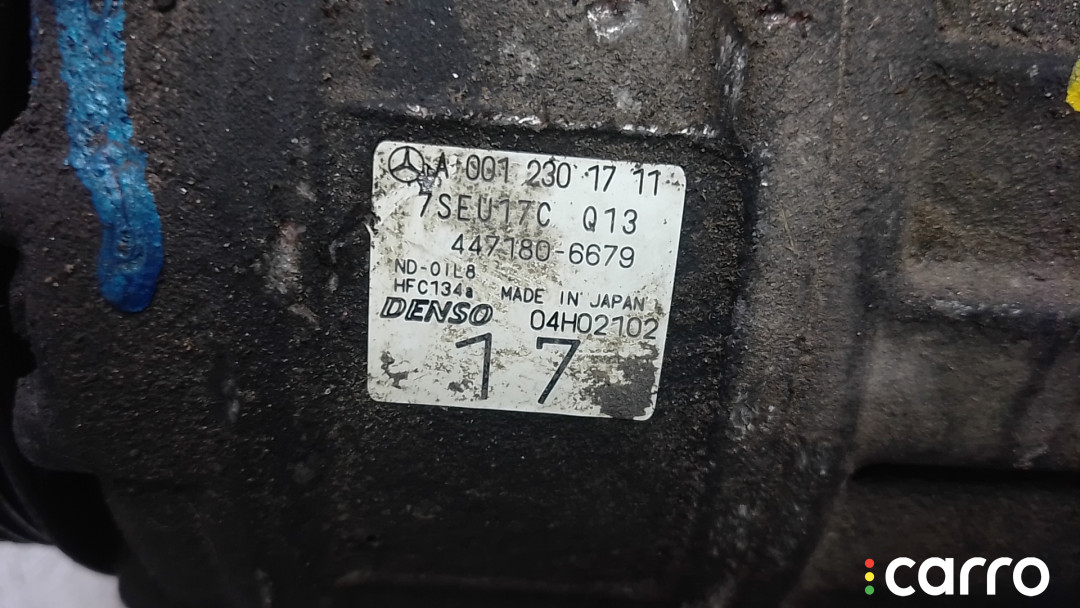 A 001 230 17 11
7SEU17C Q13
447180-6679
ND-OIL8
HFC134a MADE IN JAPAN
DENSO 04H02102
17
carro